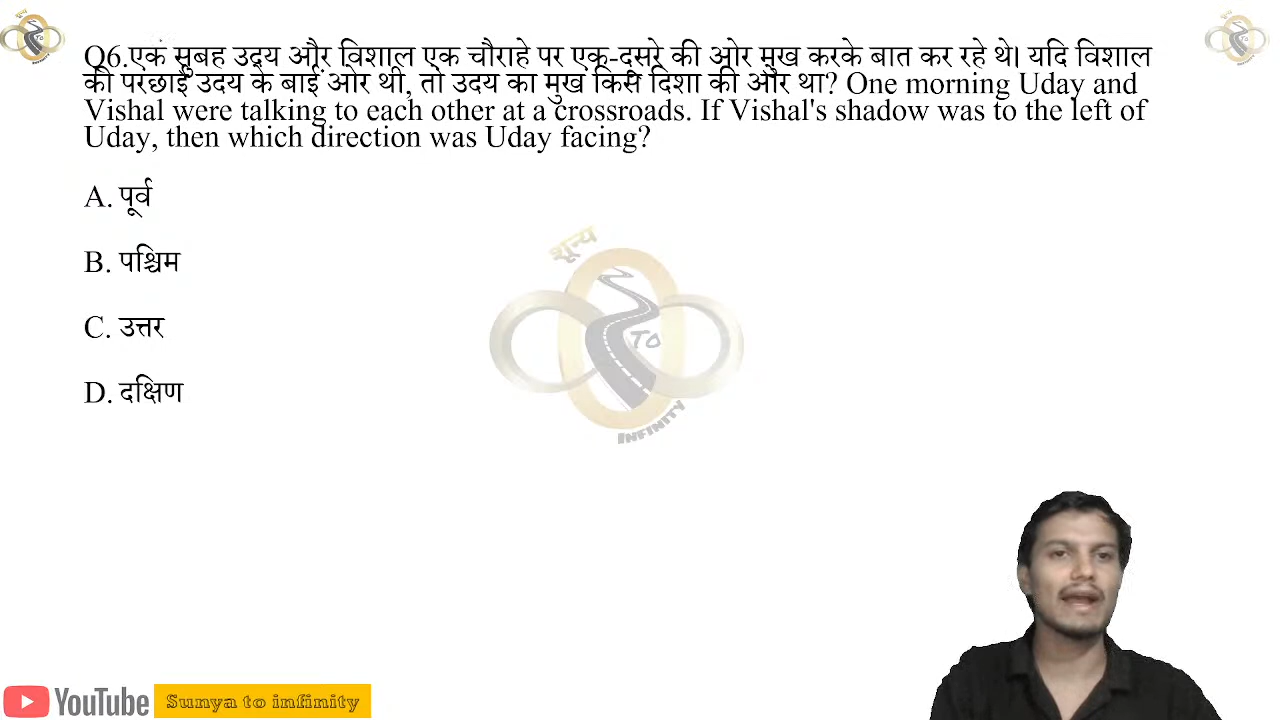 शून्य
Q6.एक सुबह उदय और विशाल एक चौराहे पर एक-दूसरे की ओर मुख करके बात कर रहे थे। यदि विशाल
की परछाई उदय के बाईं ओर थी, तो उदय का मुख किस दिशा की ओर था? One morning Uday and
Vishal were talking to each other at a crossroads. If Vishal's shadow was to the left of
Uday, then which direction was Uday facing?
A. पूर्व
B. पश्चिम
C. उत्तर
D. दक्षिण
शून्य
TO
INFINITY
YouTube Sunya to infinity